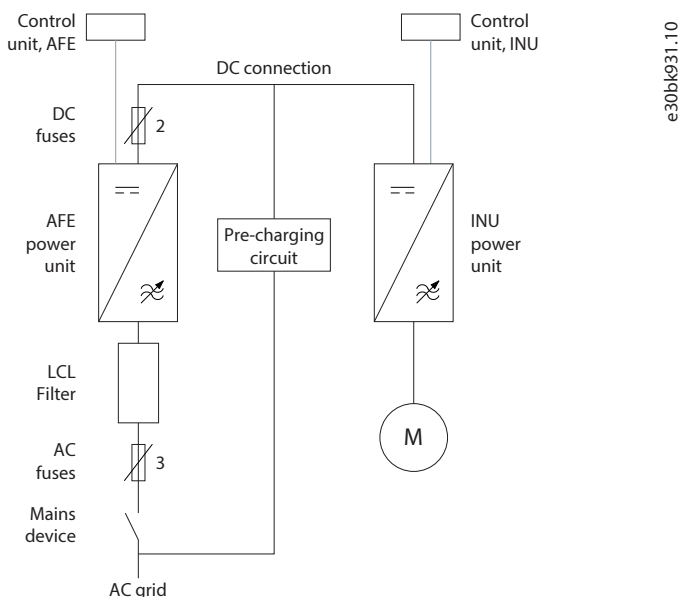 Control
unit, AFE
Control
unit, INU
DC connection
DC
fuses
2
AFE
power
unit
Pre-charging
circuit
INU
power
unit
LCL
Filter
M
AC
fuses
3
Mains
device
AC grid
e30bk931.10